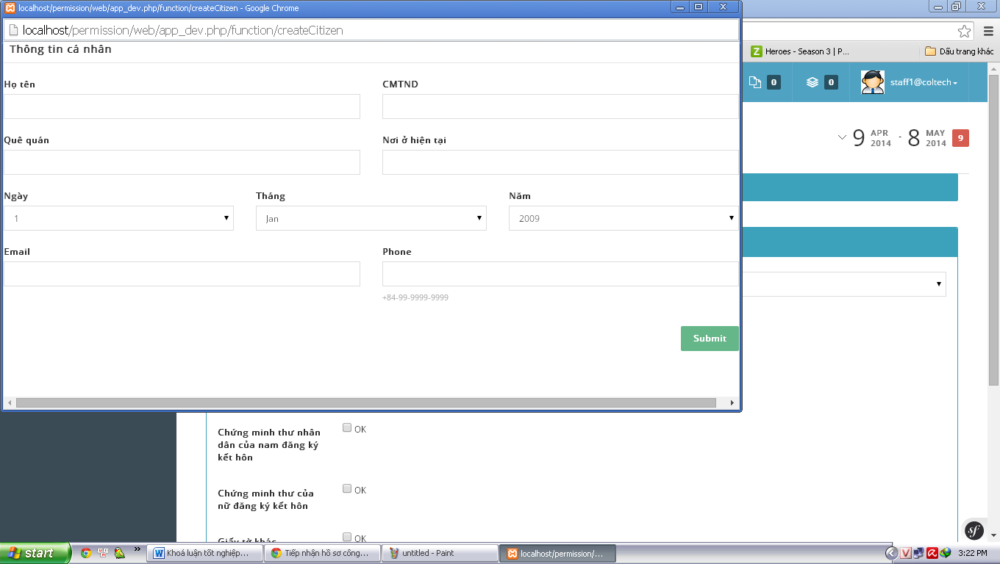 localhost/permission/web/app_dev.php/function/createCitizen - Google Chrome
localhost/permission/web/app_dev.php/function/createCitizen
Heroes - Season 3 | P...
Dấu trang khác
Thông tin cá nhân
0
0
staff1@coltech
Họ tên
CMTND
Quê quán
Nơi ở hiện tại
9 APR 2014 - 8 MAY 2014 9
Ngày
Tháng
Năm
1
Jan
2009
Email
Phone
+84-99-9999-9999
Submit
Chứng minh thư nhân
dân của nam đăng ký
kết hôn
OK
Chứng minh thư của
nữ đăng ký kết hôn
OK
Giấy tờ khác
OK
sf
start
Khoá luận tốt nghiệp...
Tiếp nhận hồ sơ công...
untitled - Paint
localhost/permission/...
3:22 PM